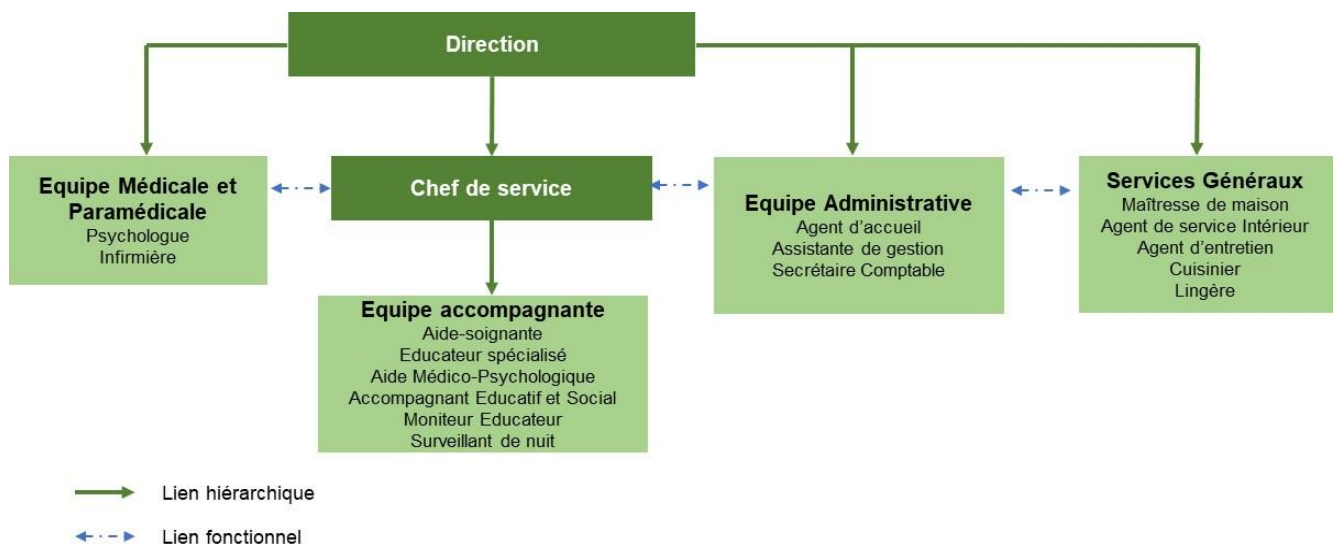 Direction
Equipe Médicale et
Paramédicale
Psychologue
Infirmière
Chef de service
Equipe Administrative
Agent d'accueil
Assistante de gestion
Secrétaire Comptable
Services Généraux
Maîtresse de maison
Agent de service Intérieur
Agent d'entretien
Cuisinier
Lingère
Equipe accompagnante
Aide-soignante
Educateur spécialisé
Aide Médico-Psychologique
Accompagnant Educatif et Social
Moniteur Educateur
Surveillant de nuit
Lien hiérarchique
Lien fonctionnel